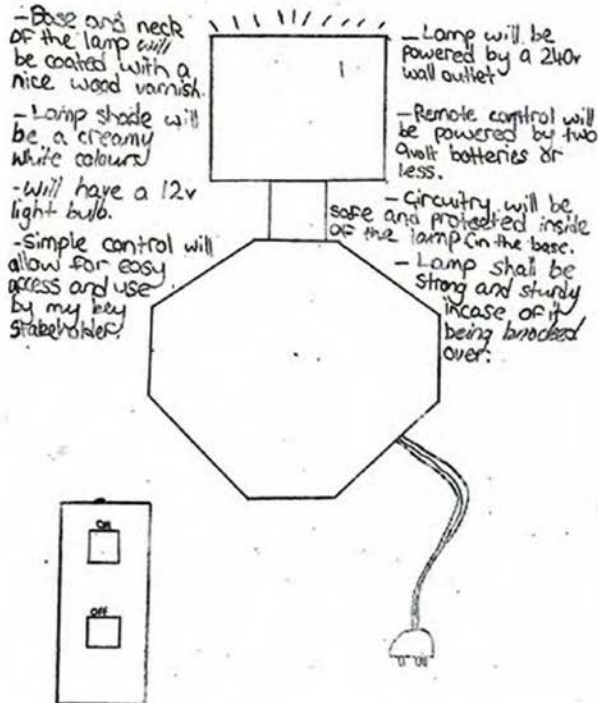 - Base and neck
of the lamp will
be coated with a
nice wood varnish.
- Lamp shade will
be a creamy
white colours
- will have a 12v
light bulb.
- simple control will
allow for easy
access and use
by my key
stakeholder.
- Lamp will be
powered by a 240v
wall outlet
- Remote control will
be powered by two
9volt batteries or
less.
- Circuitry will be
safe and protected inside
of the lamp (in the base.
- Lamp shall be
strong and sturdy
incase of it
being knocked
over.
On
Off